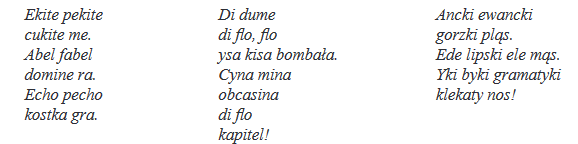 Ekite pekite
cukite me.
Abel fabel
domine ra.
Echo pecho
kostka gra.
Di dume
di flo, flo
ysa kisa bombała.
Cyna mina
obcasina
di flo
kapitel!
Ancki ewancki
gorzki pląs.
Ede lipski ele mąs.
Yki byki gramatyki
klekaty nos!